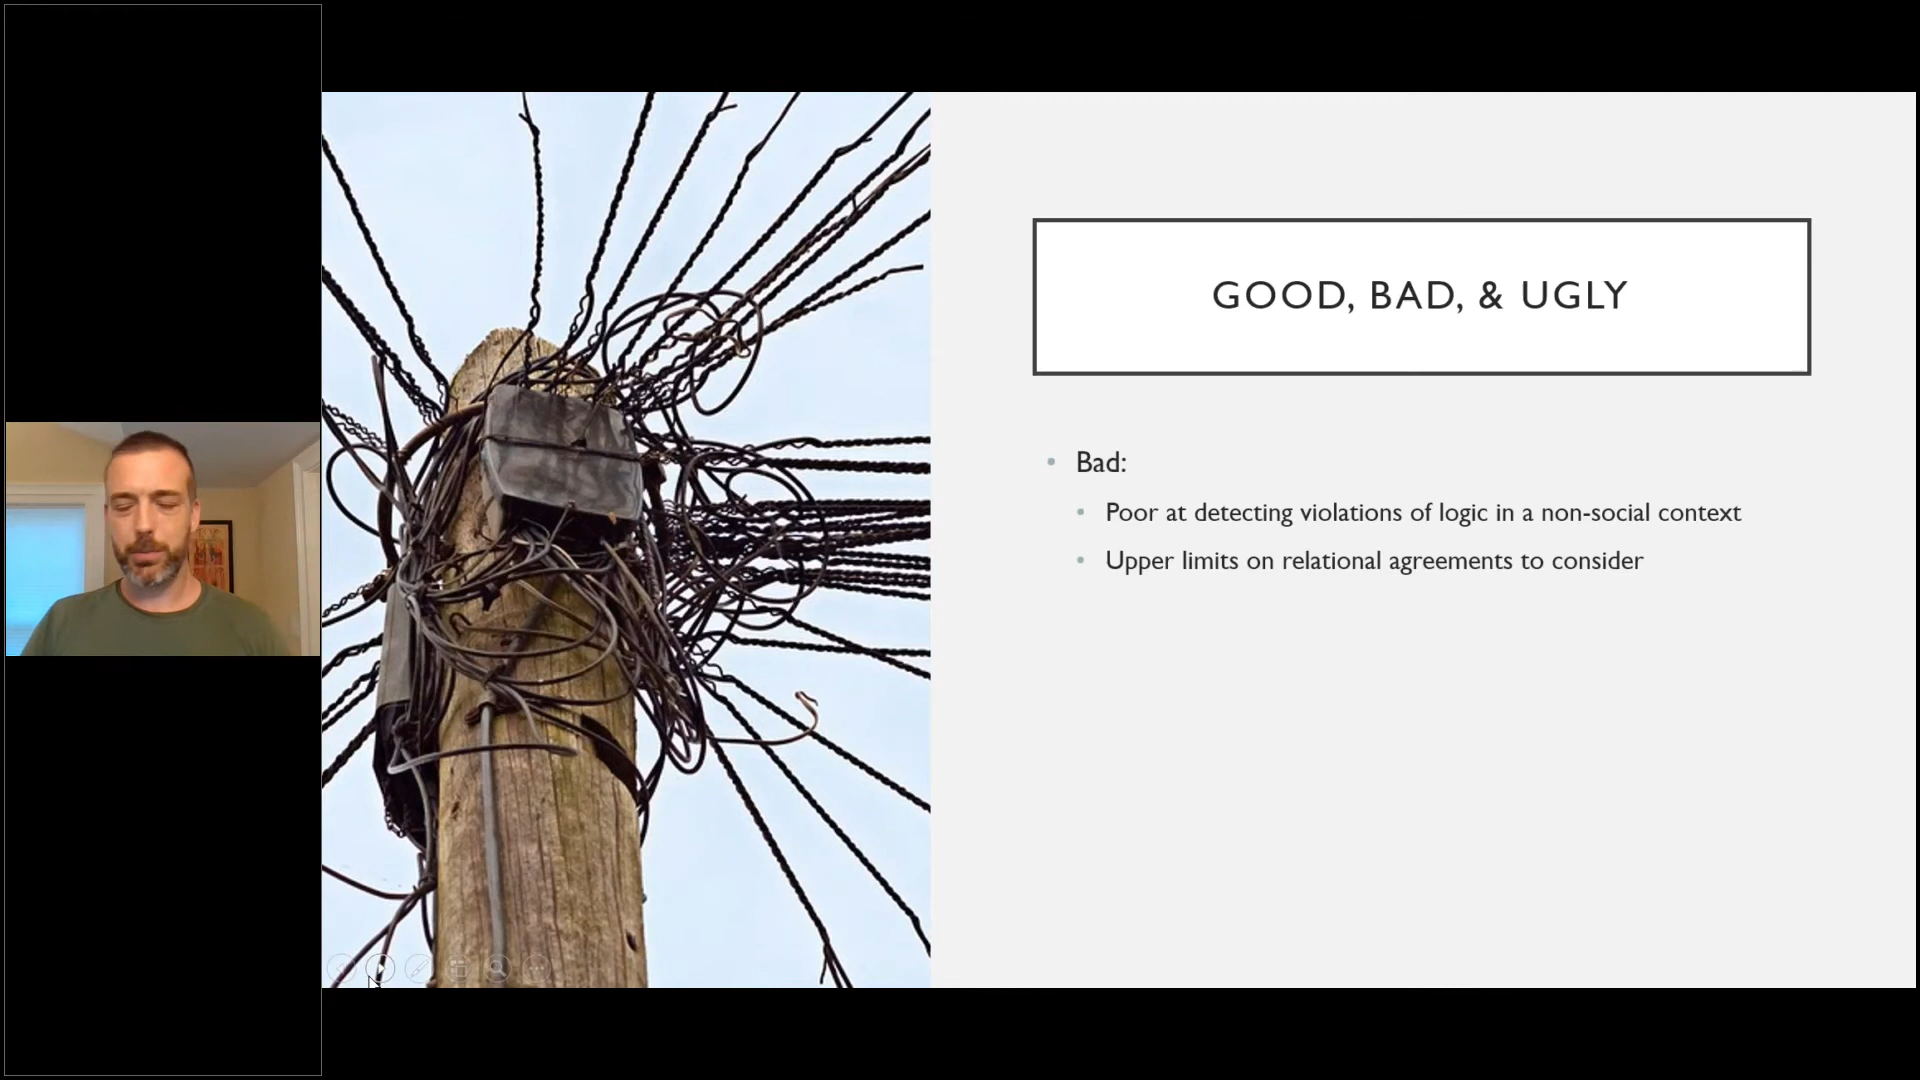 GOOD, BAD, & UGLY
Bad:
Poor at detecting violations of logic in a non-social context
Upper limits on relational agreements to consider